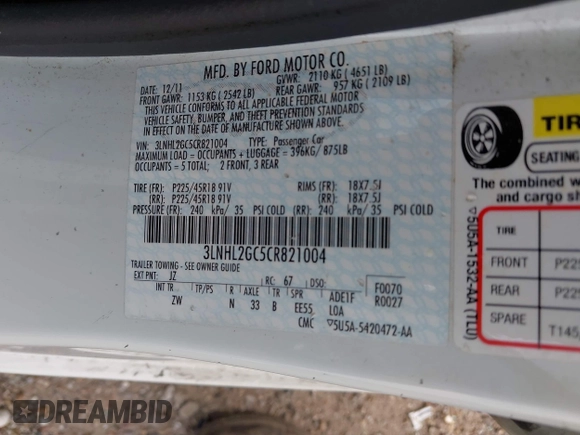 MFD. BY FORD MOTOR CO.
DATE: 12/11 GVWR: 2110 KG ( 4651 LB)
FRONT GAWR: 1153 KG ( 2542 LB) REAR GAWR: 957 KG ( 2109 LB)
THIS VEHICLE CONFORMS TO ALL APPLICABLE FEDERAL MOTOR
VEHICLE SAFETY, BUMPER, AND THEFT PREVENTION STANDARDS
IN EFFECT ON THE DATE OF MANUFACTURE SHOWN ABOVE.
VIN: 3LNHL2GC5CR821004 TYPE: Passenger Car
MAXIMUM LOAD = OCCUPANTS + LUGGAGE = 396KG/ 875LB
OCCUPANTS = 5 TOTAL; 2 FRONT, 3 REAR
TIRE (FR): P225/45R18 91V RIMS (FR): 18X7.5J
(RR): P225/45R18 91V (RR): 18X7.5J
PRESSURE (FR): 240 kPa/ 35 PSI COLD (RR): 240 kPa/ 35 PSI COLD
3LNHL2GC5CR821004
TRAILER TOWING - SEE OWNER GUIDE
EXT PNT: JZ RC: 67 DSO: F0070
INT TR TP/PS R AXLE TR SPR ADE1F R0027
ZW N 33 B EE55 LOA
CMC ▽5U5A-5420472-AA
TIR
SEATING
The combined
and cargo sh
▽5U5A-1532-AA (TLU)
TIRE
FRONT P225
REAR P225
SPARE T145
DREAMBID